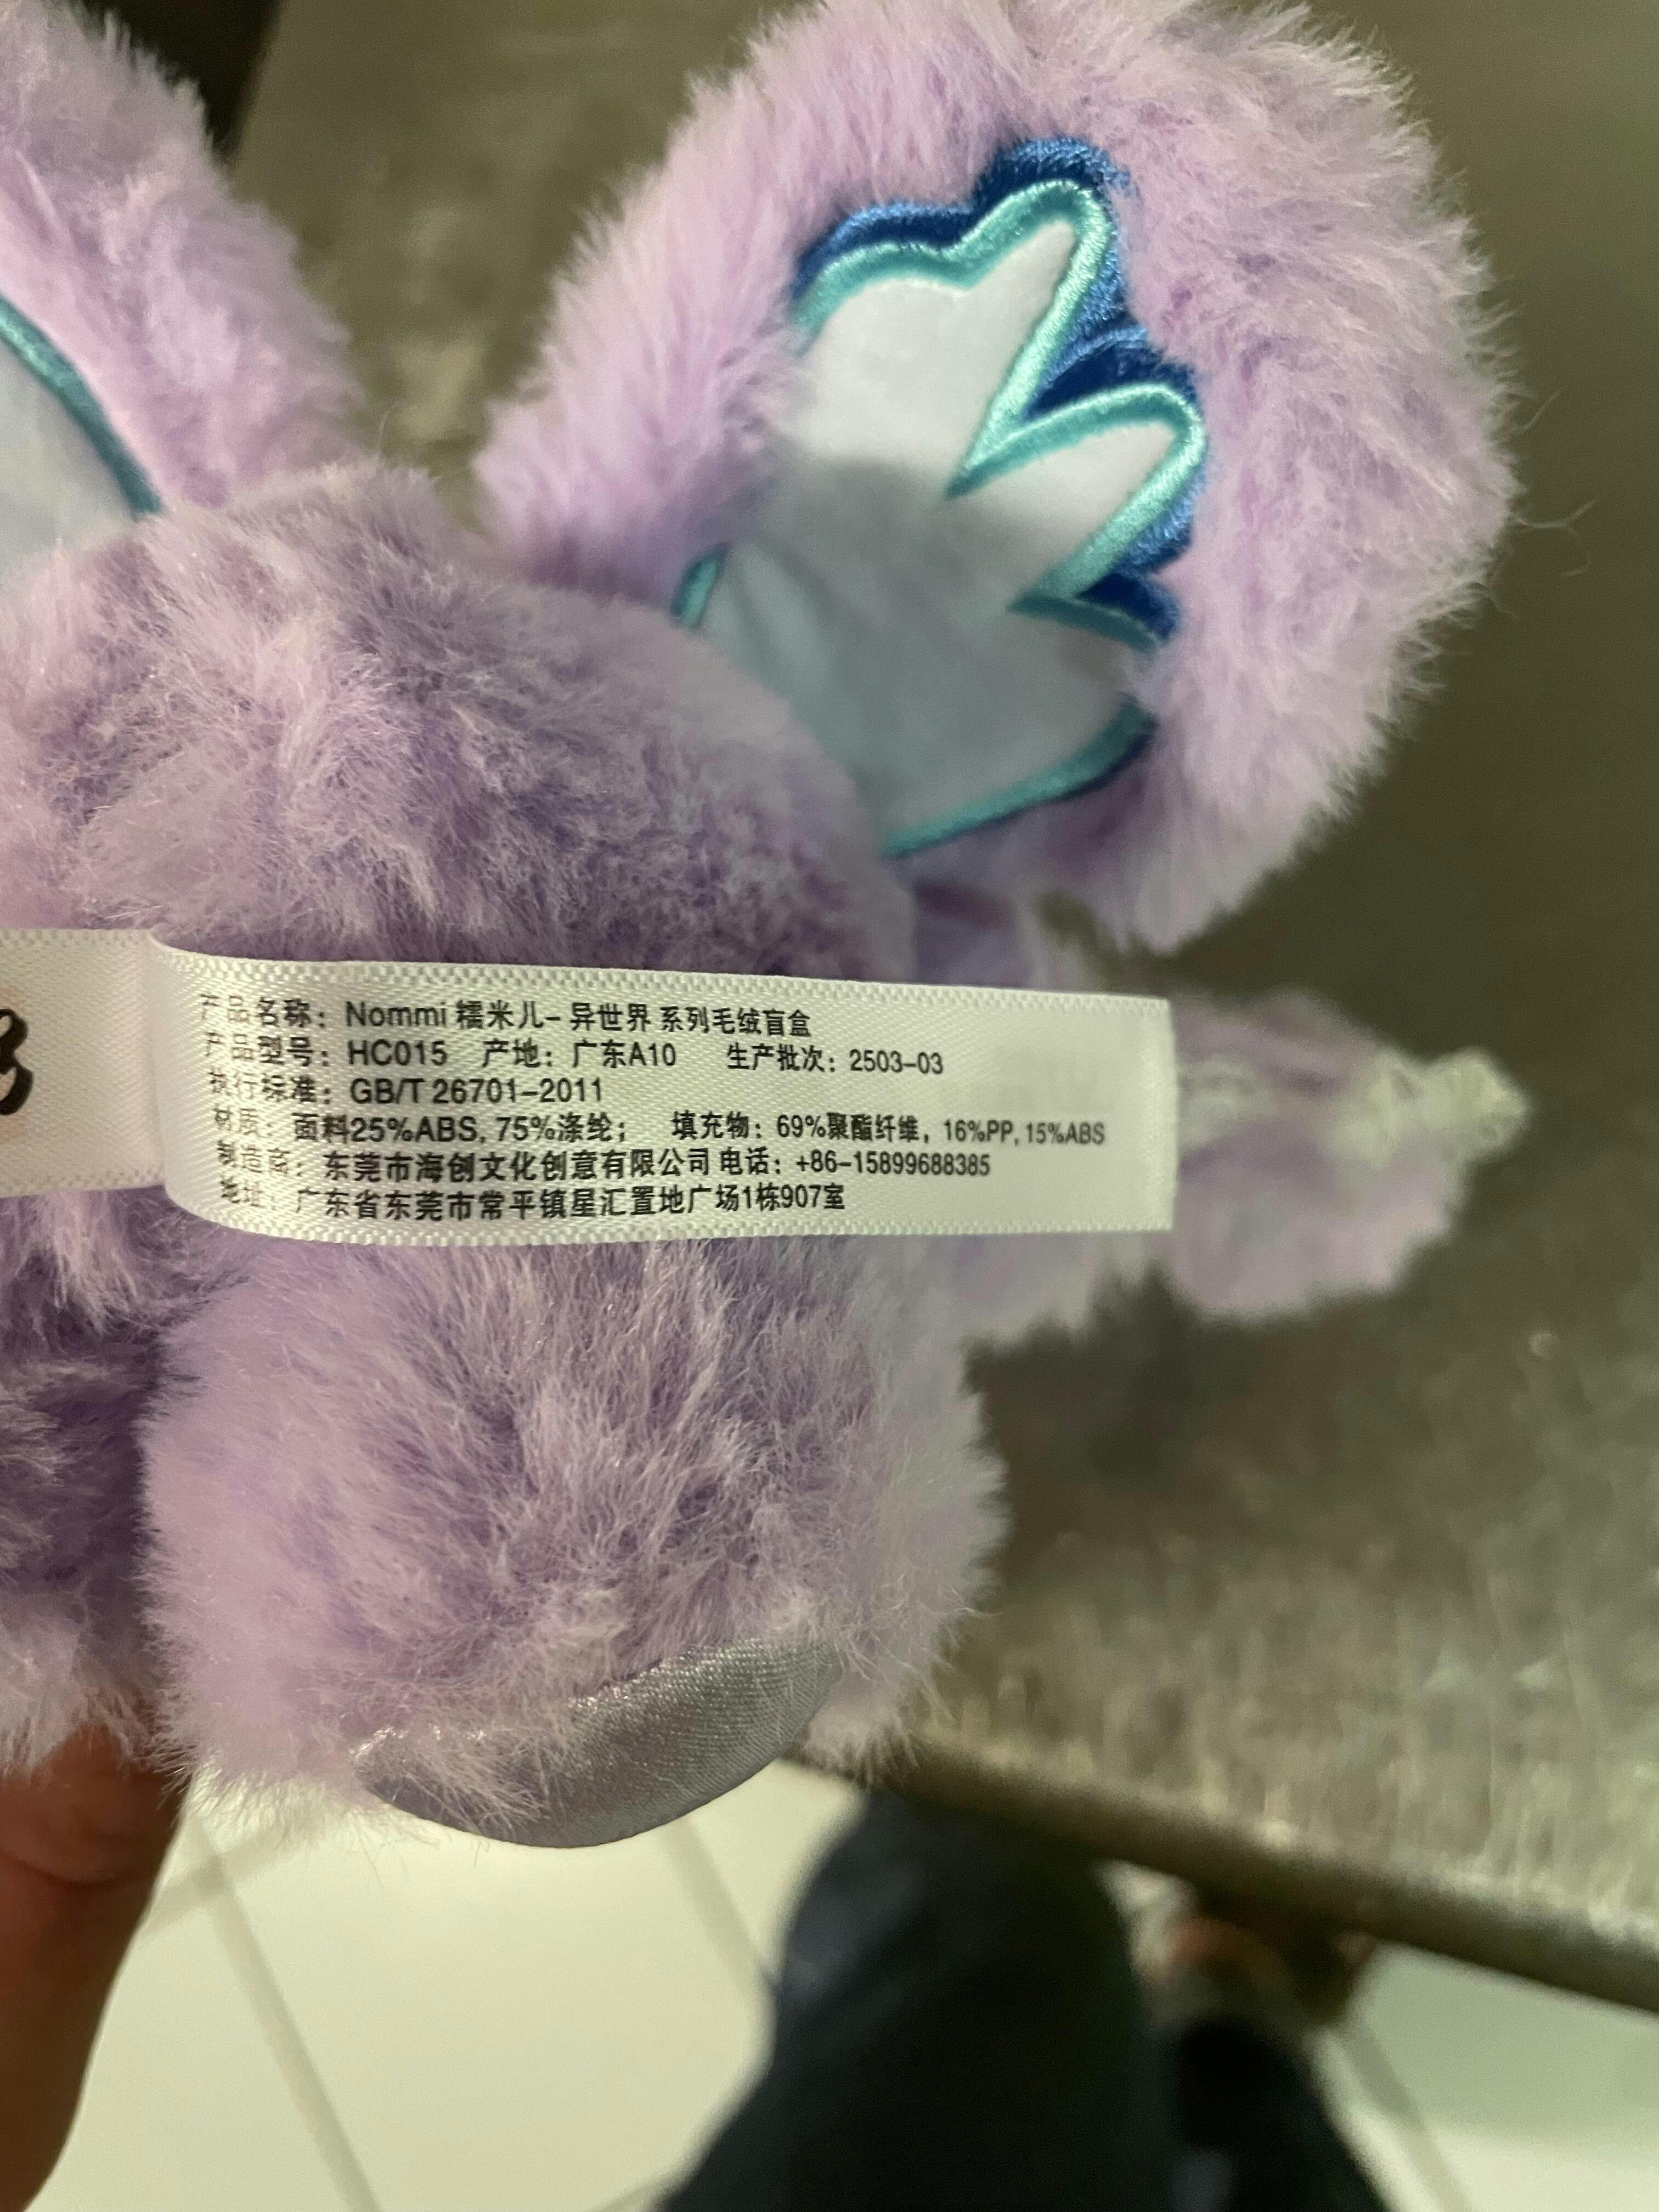 产品名称：Nommi 糯米儿- 异世界 系列毛绒盲盒
产品型号：HC015 产地：广东A10 生产批次：2503-03
执行标准：GB/T 26701-2011
材质：面料25%ABS, 75%涤纶； 填充物：69%聚酯纤维，16%PP, 15%ABS
制造商：东莞市海创文化创意有限公司 电话：+86-15899688385
地址：广东省东莞市常平镇星汇置地广场1栋907室